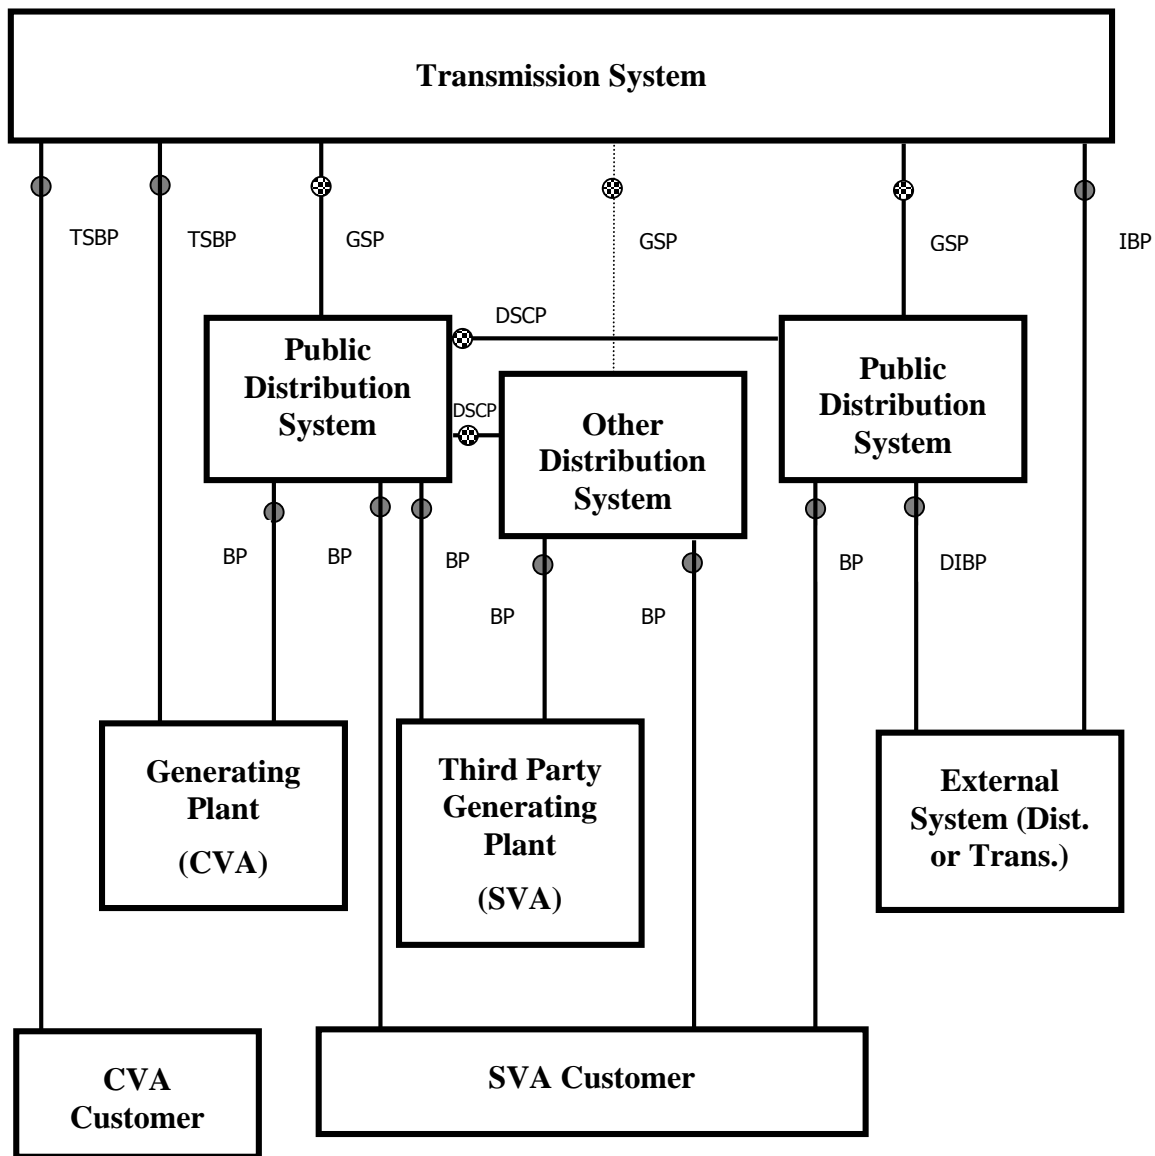 Transmission System
TSBP
TSBP
GSP
GSP
GSP
IBP
DSCP
Public
Distribution
System
DSCP
Other
Distribution
System
Public
Distribution
System
BP
BP
BP
BP
BP
BP
DIBP
Generating
Plant
(CVA)
Third Party
Generating
Plant
(SVA)
External
System (Dist.
or Trans.)
CVA
Customer
SVA Customer